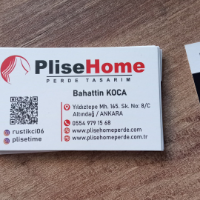 PliseHome
PERDE TASARIM
Bahattin KOCA
Yıldıztepe Mh. 145. Sk. No: 8/C
Altındağ / ANKARA
0554 979 15 68
www.plisehomeperde.com
www.plisehomeperde.com.tr
rustikci06
plisetime